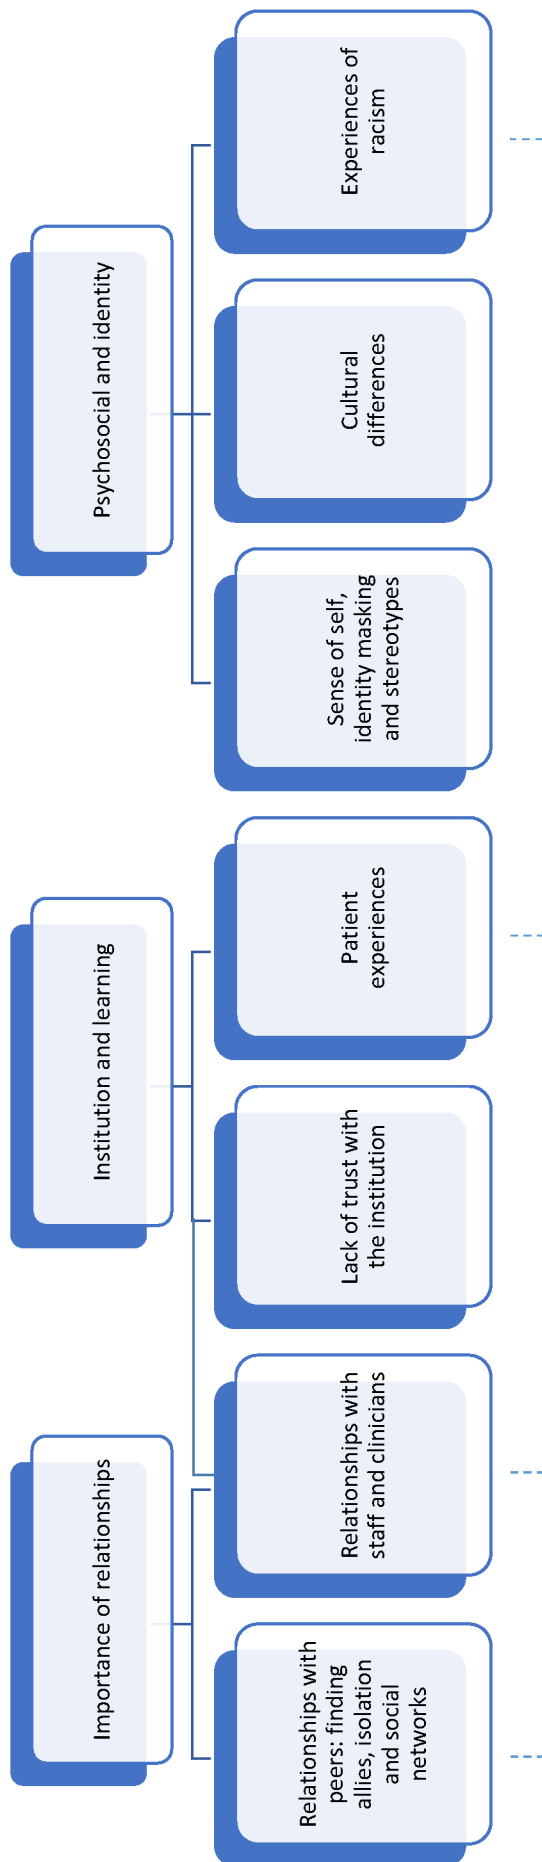 Importance of relationships
Institution and learning
Psychosocial and identity
Relationships with
peers: finding
allies, isolation
and social
networks
Relationships with
staff and clinicians
Lack of trust with
the institution
Patient
experiences
Sense of self,
identity masking
and stereotypes
Cultural
differences
Experiences of
racism